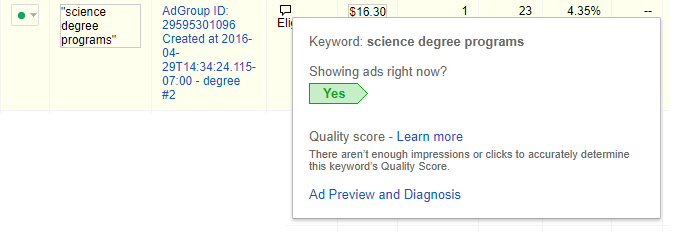 "science
degree
programs"
AdGroup ID:
29595301096
Created at 2016-
04-
29T14:34:24.115-
07:00 - degree
#2
Elig
$16.30
1
23
4.35%
--
Keyword: science degree programs
Showing ads right now?
Yes
Quality score - Learn more
There aren't enough impressions or clicks to accurately determine
this keyword's Quality Score.
Ad Preview and Diagnosis